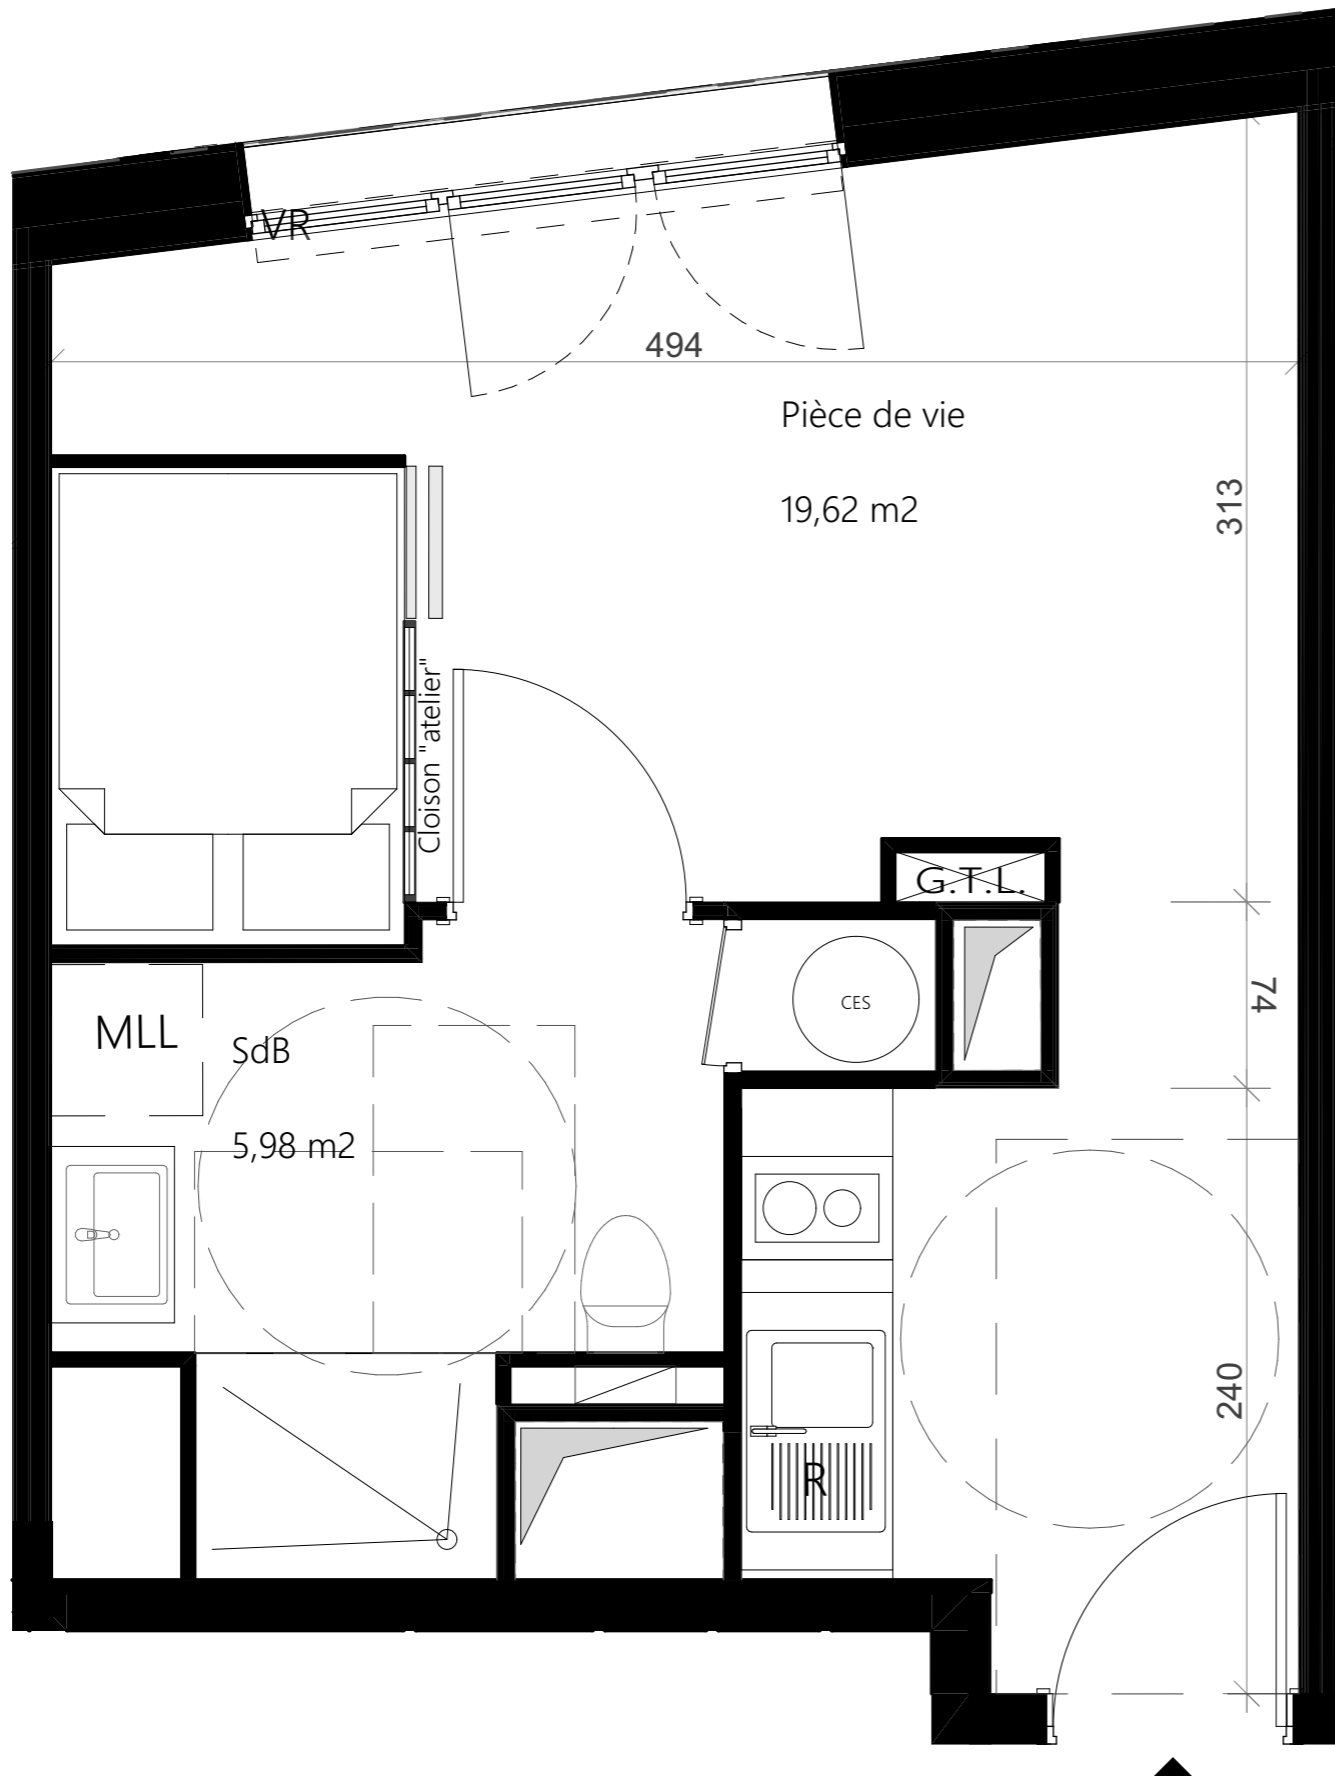 VR
494
Pièce de vie
19,62 m2
313
Cloison "atelier"
G.T.L.
CES
74
MLL
SdB
5,98 m2
240
R